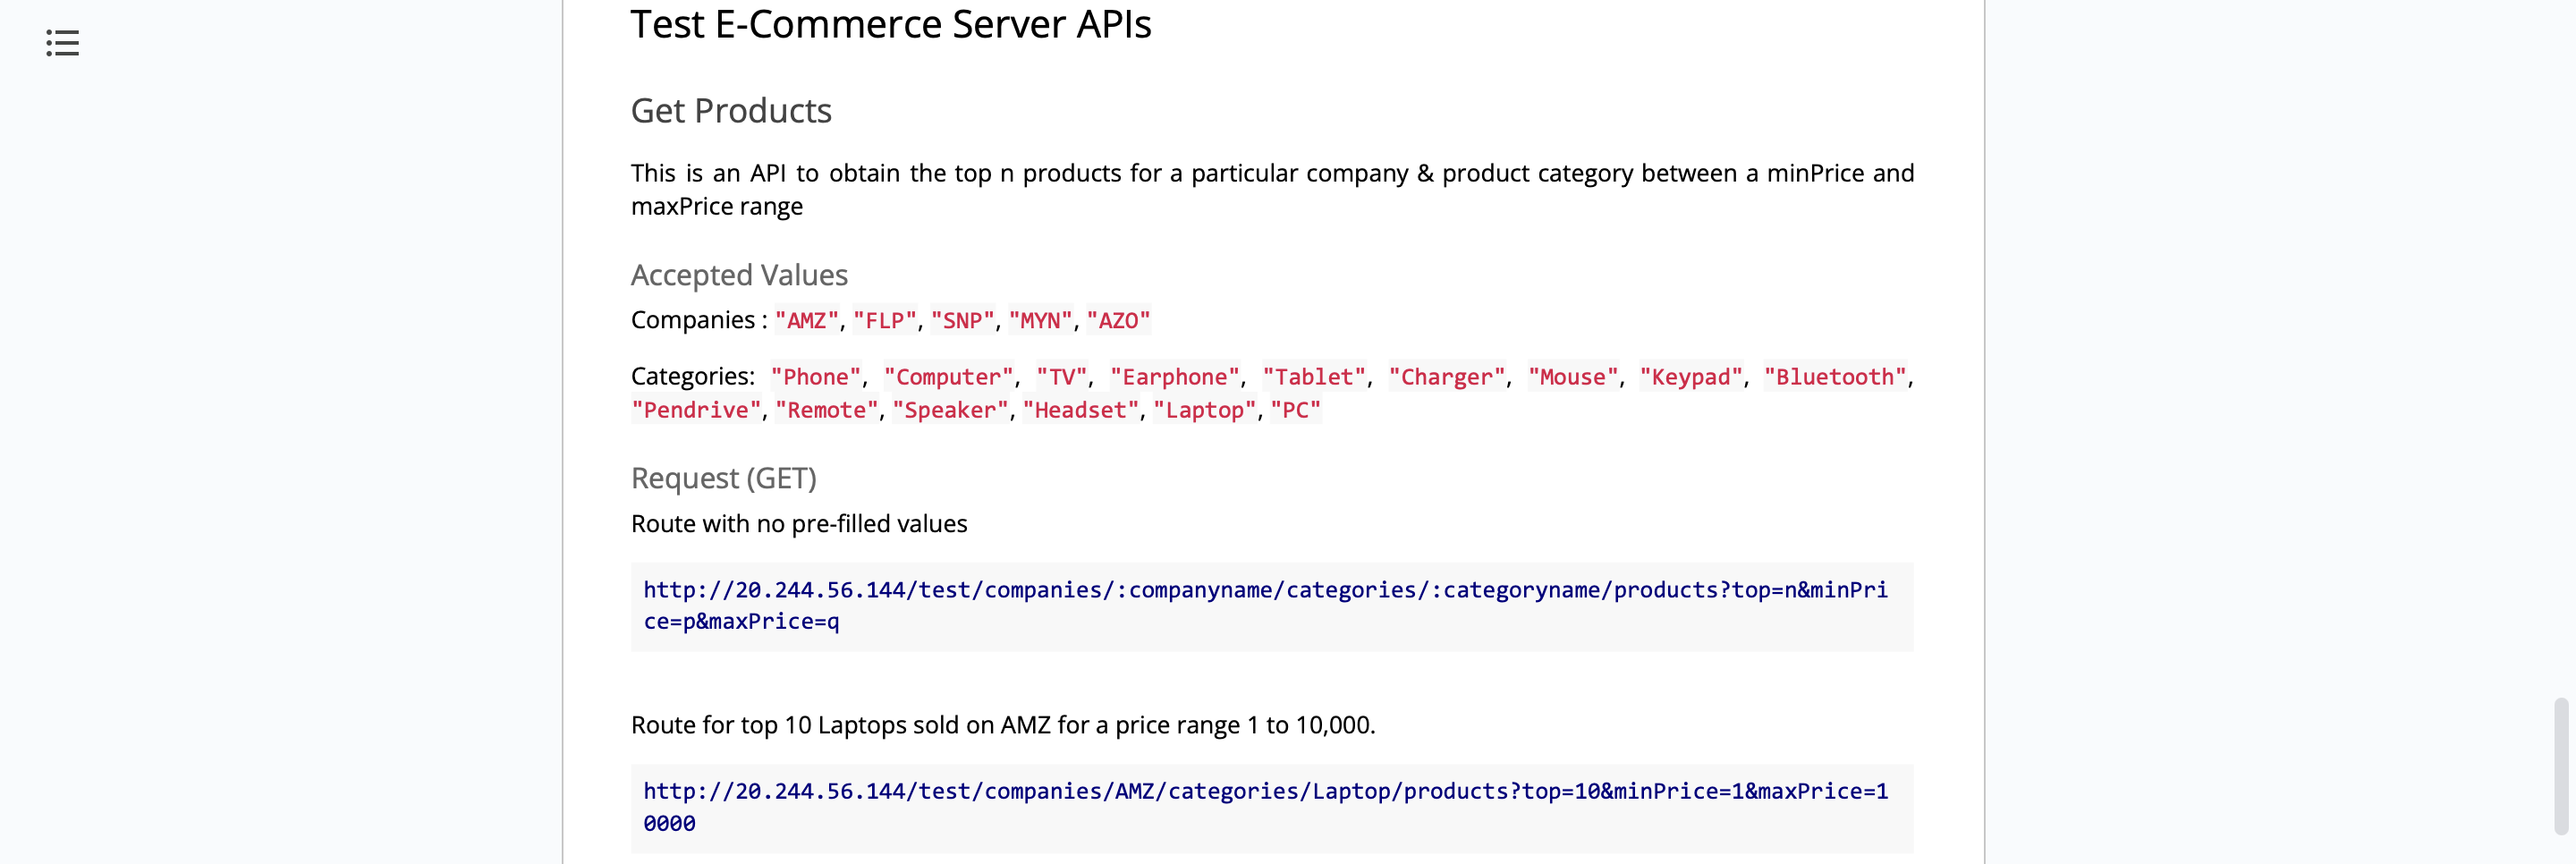 Test E-Commerce Server APIs
Get Products
This is an API to obtain the top n products for a particular company & product category between a minPrice and
maxPrice range
Accepted Values
Companies : "AMZ", "FLP", "SNP", "MYN", "AZO"
Categories: "Phone", "Computer", "TV", "Earphone", "Tablet", "Charger", "Mouse", "Keypad", "Bluetooth",
"Pendrive", "Remote", "Speaker", "Headset", "Laptop", "PC"
Request (GET)
Route with no pre-filled values
http://20.244.56.144/test/companies/:companyname/categories/:categoryname/products?top=n&minPri
ce=p&maxPrice=q
Route for top 10 Laptops sold on AMZ for a price range 1 to 10,000.
http://20.244.56.144/test/companies/AMZ/categories/Laptop/products?top=10&minPrice=1&maxPrice=1
0000